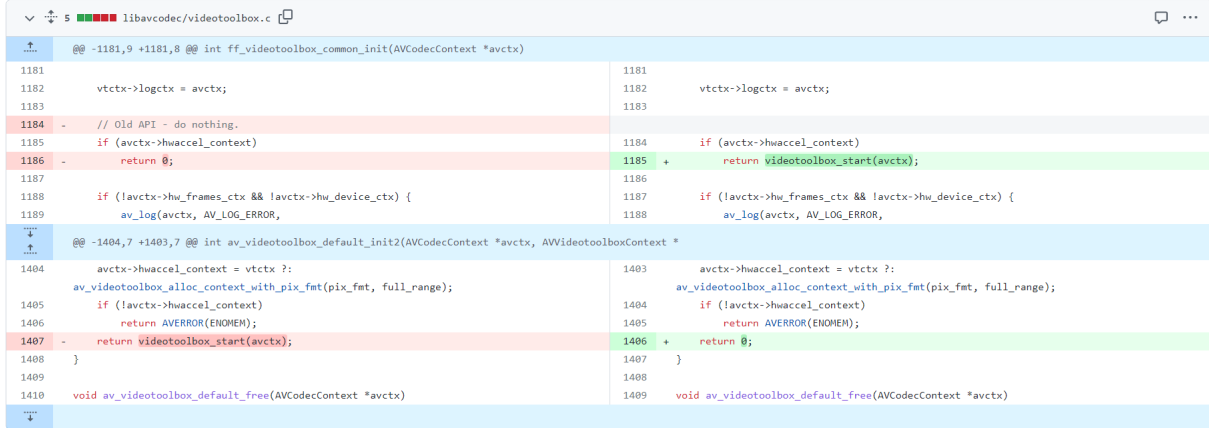 5 libavcodec/videotoolbox.c
@@ -1181,9 +1181,8 @@ int ff_videotoolbox_common_init(AVCodecContext *avctx)
1181 1181
1182 vtctx->logctx = avctx; 1182 vtctx->logctx = avctx;
1183 1183
1184 - // Old API - do nothing.
1185 if (avctx->hwaccel_context) 1184 if (avctx->hwaccel_context)
1186 - return 0; 1185 + return videotoolbox_start(avctx);
1187 1186
1188 if (!avctx->hw_frames_ctx && !avctx->hw_device_ctx) { 1187 if (!avctx->hw_frames_ctx && !avctx->hw_device_ctx) {
1189 av_log(avctx, AV_LOG_ERROR, 1188 av_log(avctx, AV_LOG_ERROR,
@@ -1404,7 +1403,7 @@ int av_videotoolbox_default_init2(AVCodecContext *avctx, AVVideotoolboxContext *
1404 avctx->hwaccel_context = vtctx ?: 1403 avctx->hwaccel_context = vtctx ?:
av_videotoolbox_alloc_context_with_pix_fmt(pix_fmt, full_range); av_videotoolbox_alloc_context_with_pix_fmt(pix_fmt, full_range);
1405 if (!avctx->hwaccel_context) 1404 if (!avctx->hwaccel_context)
1406 return AVERROR(ENOMEM); 1405 return AVERROR(ENOMEM);
1407 - return videotoolbox_start(avctx); 1406 + return 0;
1408 } 1407 }
1409 1408
1410 void av_videotoolbox_default_free(AVCodecContext *avctx) 1409 void av_videotoolbox_default_free(AVCodecContext *avctx)